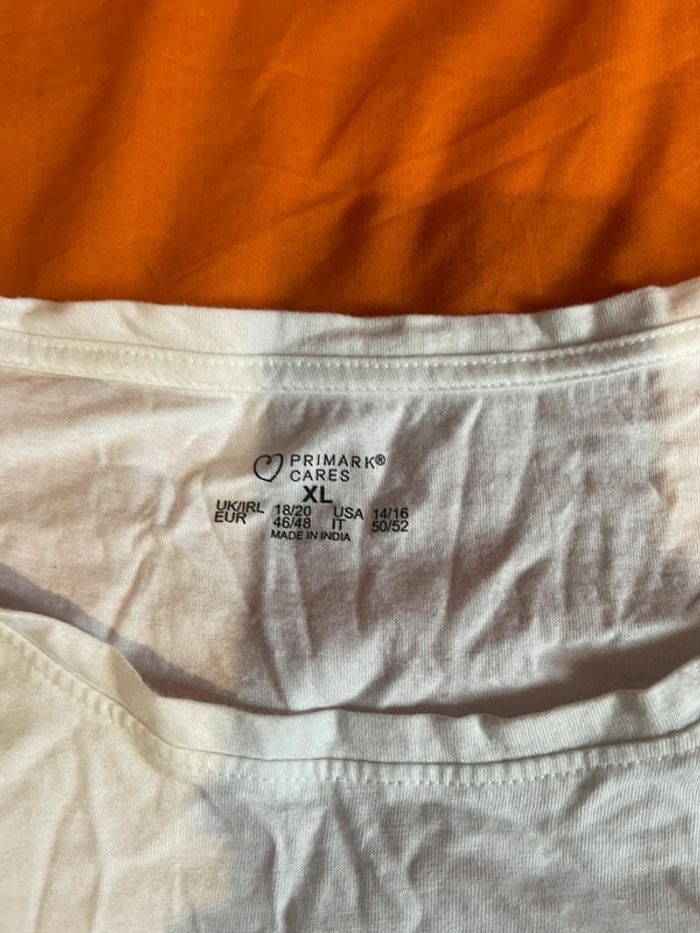 PRIMARK®
CARES
XL
UK/IRL 18/20 USA 14/16
EUR 46/48 IT 50/52
MADE IN INDIA